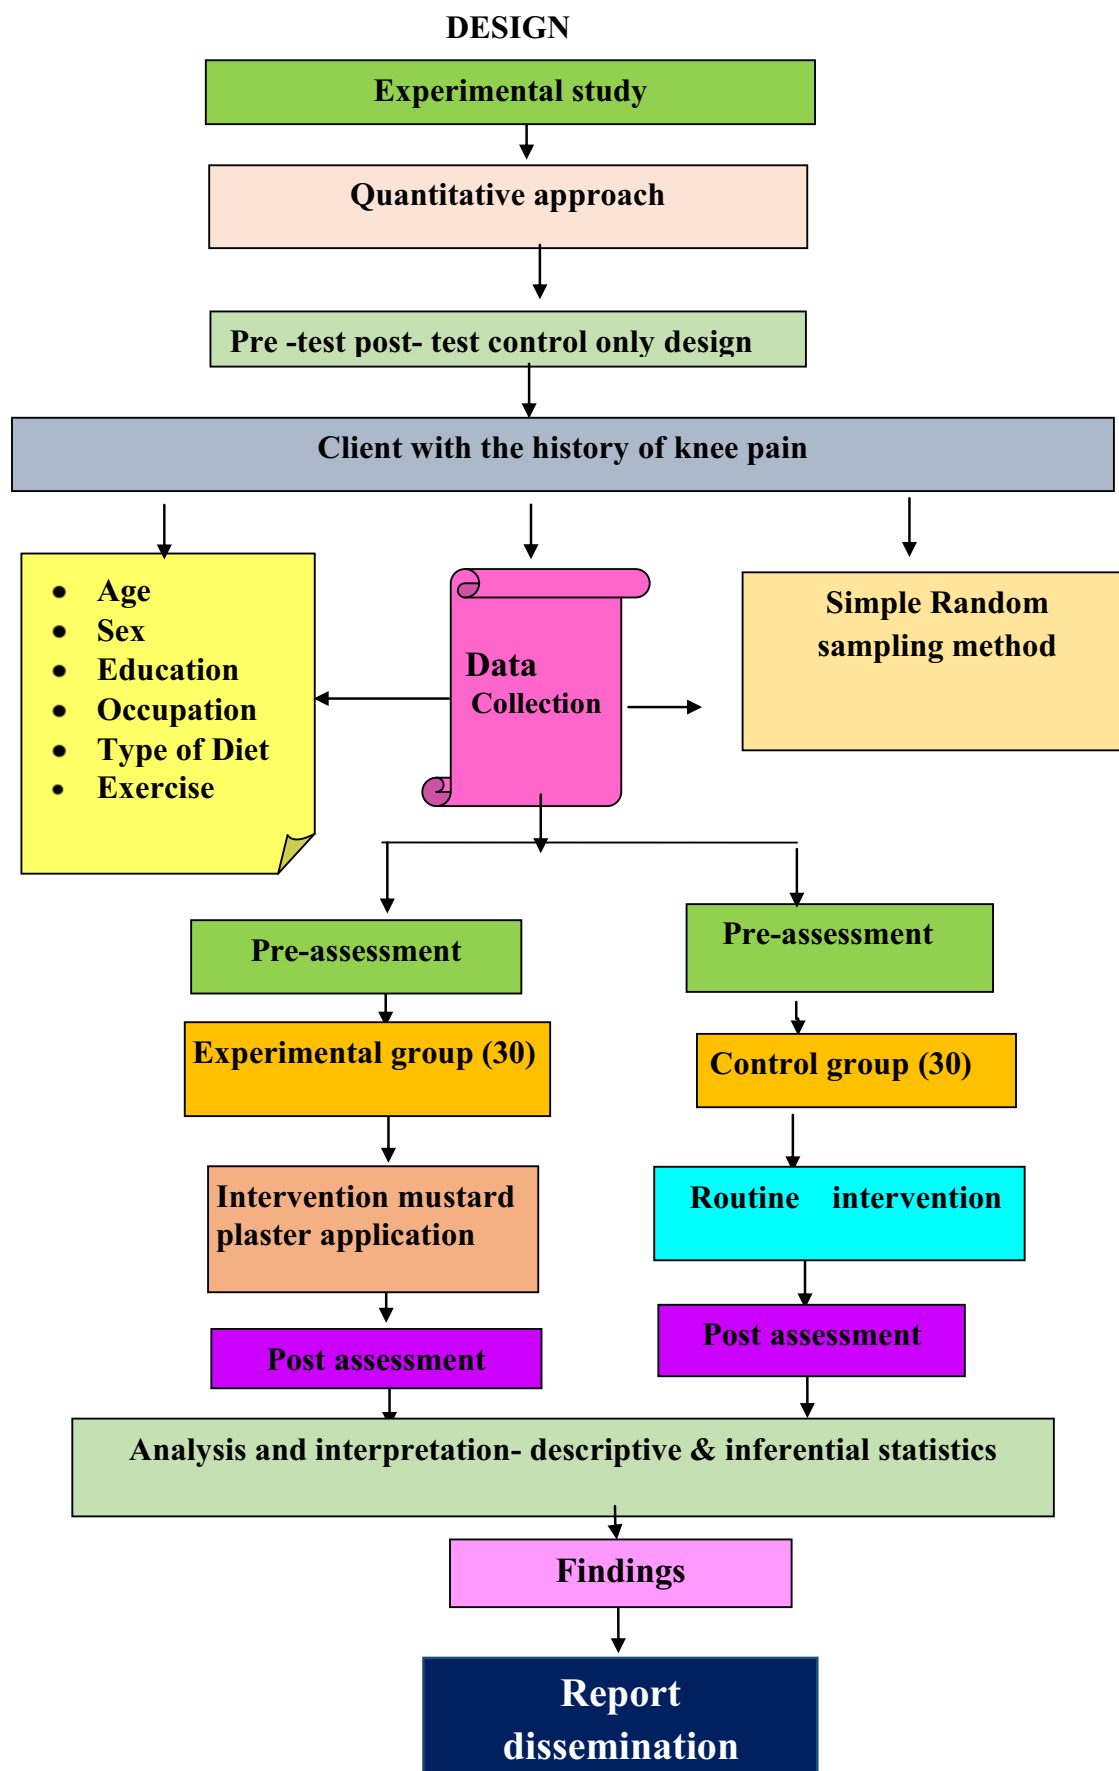 DESIGN
Experimental study
Quantitative approach
Pre -test post- test control only design
Client with the history of knee pain
• Age
• Sex
• Education
• Occupation
• Type of Diet
• Exercise
Data
Collection
Simple Random
sampling method
Pre-assessment
Pre-assessment
Experimental group (30)
Control group (30)
Intervention mustard
plaster application
Routine intervention
Post assessment
Post assessment
Analysis and interpretation- descriptive & inferential statistics
Findings
Report
dissemination